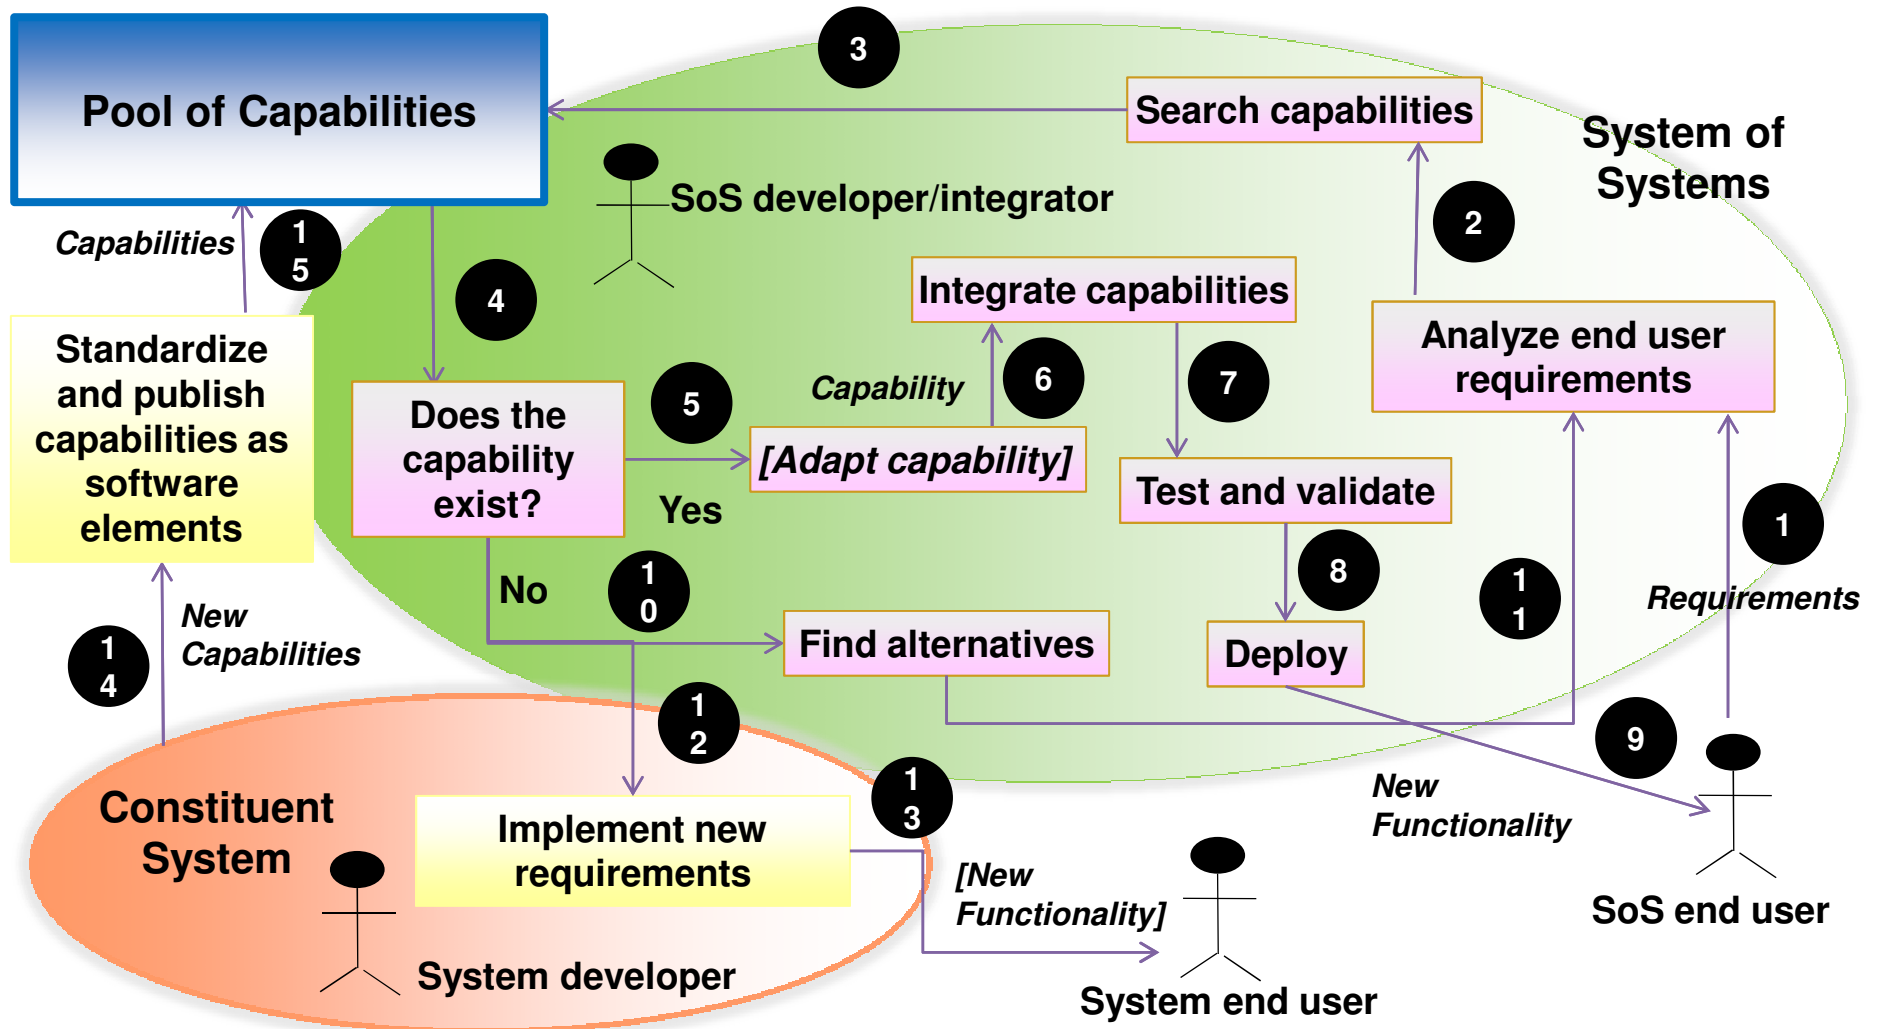 3
Pool of Capabilities
Search capabilities
System of
Systems
SoS developer/integrator
2
Capabilities
1
5
4
Integrate capabilities
Standardize
and publish
capabilities as
software
elements
Analyze end user
requirements
Does the
capability
exist?
5
Capability
6
7
[Adapt capability]
Yes
Test and validate
1
No
1
0
8
1
1
Requirements
New
Capabilities
1
4
Find alternatives
Deploy
1
2
9
Constituent
System
1
3
New
Functionality
Implement new
requirements
[New
Functionality]
SoS end user
System developer
System end user